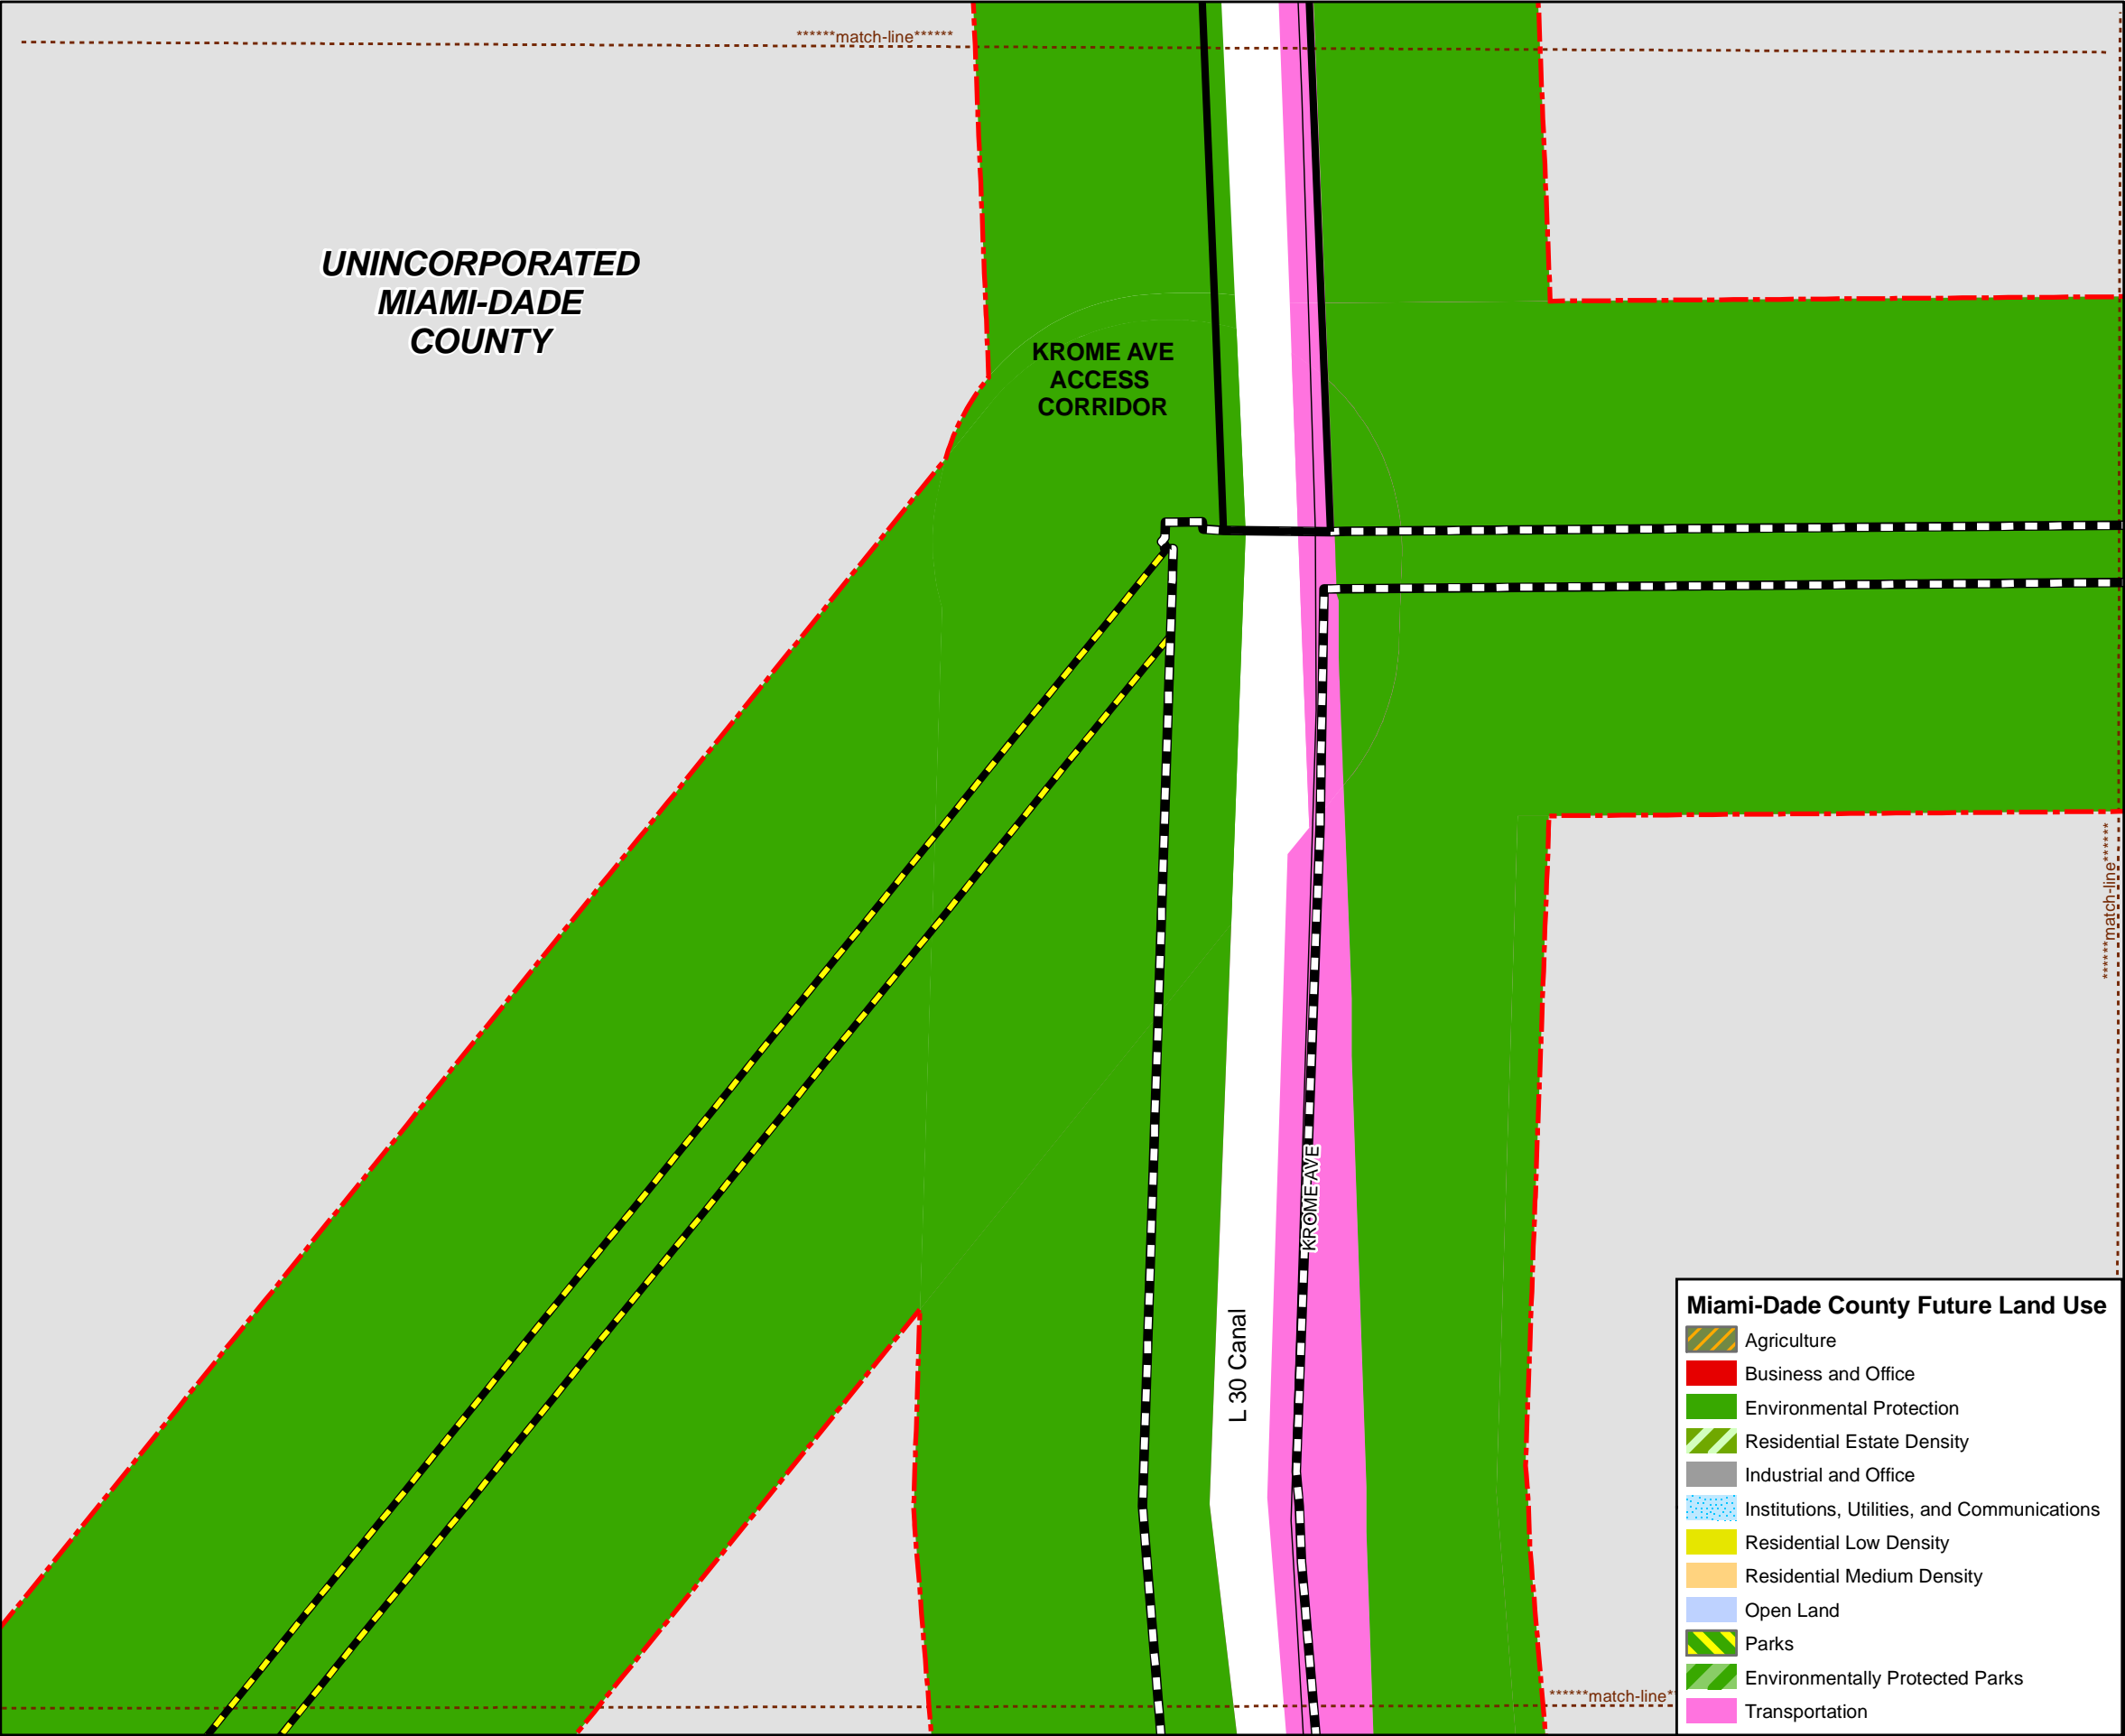 ******match-line******
UNINCORPORATED
MIAMI-DADE
COUNTY
KROME AVE
ACCESS
CORRIDOR
******match-line******
KROME AVE
L 30 Canal
Miami-Dade County Future Land Use
Agriculture
Business and Office
Environmental Protection
Residential Estate Density
Industrial and Office
Institutions, Utilities, and Communications
Residential Low Density
Residential Medium Density
Open Land
Parks
Environmentally Protected Parks
Transportation
******match-line*